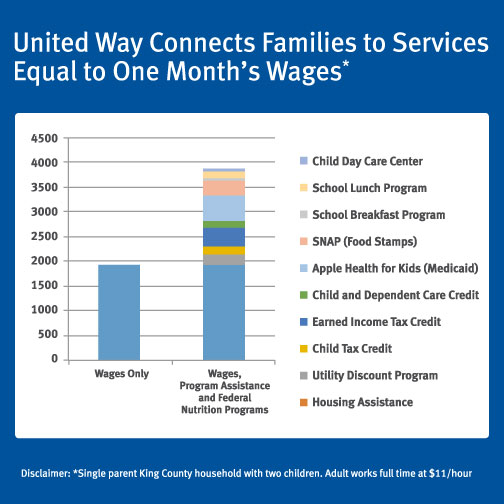 United Way Connects Families to Services
Equal to One Month's Wages*
4500
4000
3500
3000
2500
2000
1500
1000
500
0
Wages Only
Wages,
Program Assistance
and Federal
Nutrition Programs
Child Day Care Center
School Lunch Program
School Breakfast Program
SNAP (Food Stamps)
Apple Health for Kids (Medicaid)
Child and Dependent Care Credit
Earned Income Tax Credit
Child Tax Credit
Utility Discount Program
Housing Assistance
Disclaimer: *Single parent King County household with two children. Adult works full time at $11/hour